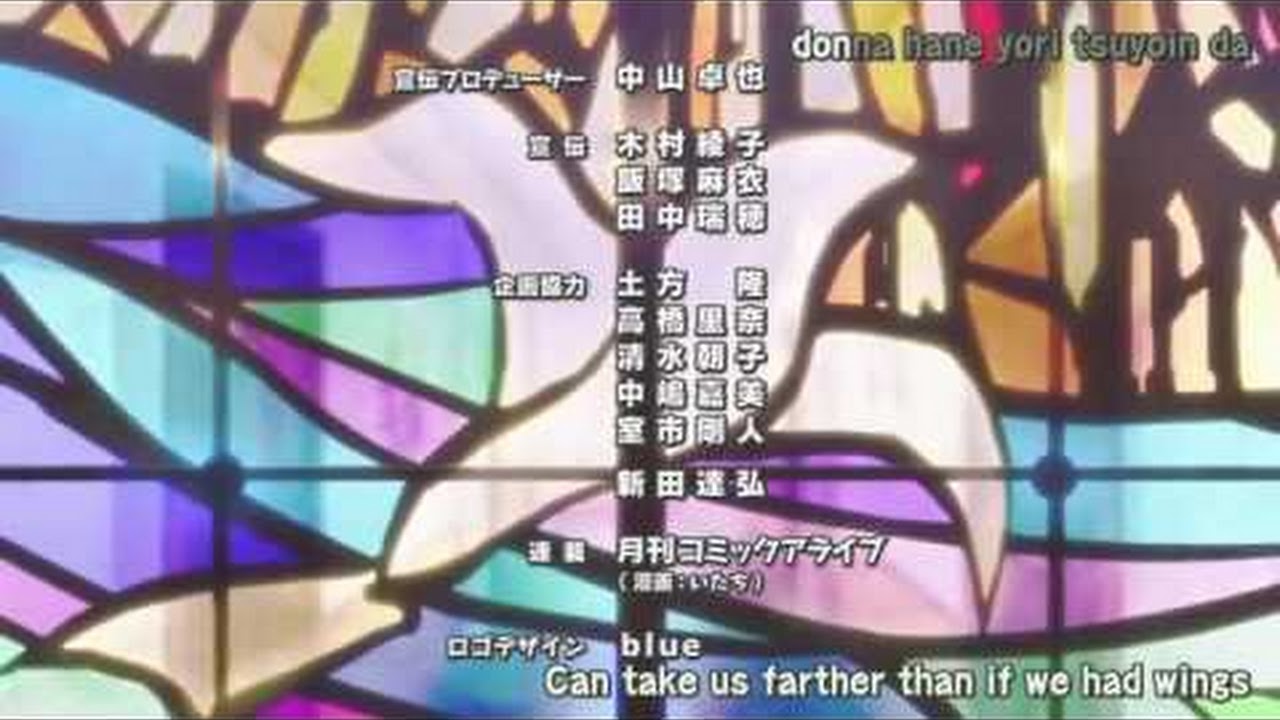 donna hane yori tsuyoin da
宣伝プロデューサー 中山卓也
宣伝 木村綾子
飯塚麻衣
田中瑞穂
企画協力 土方 隆
高橋里奈
清水朝子
中嶋嘉美
室市剛人
新田達弘
連載 月刊コミックアライブ
(漫画:いたち)
ロゴデザイン blue
Can take us farther than if we had wings